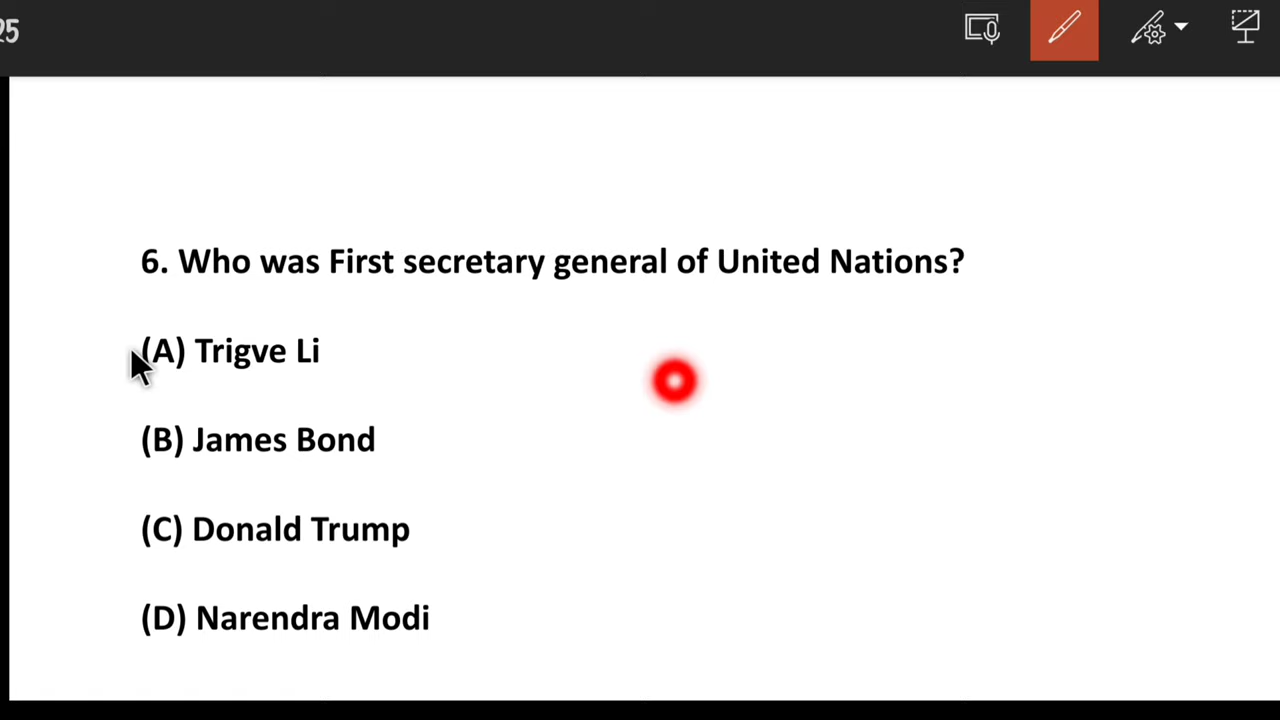 25
6. Who was First secretary general of United Nations?
(A) Trigve Li
(B) James Bond
(C) Donald Trump
(D) Narendra Modi